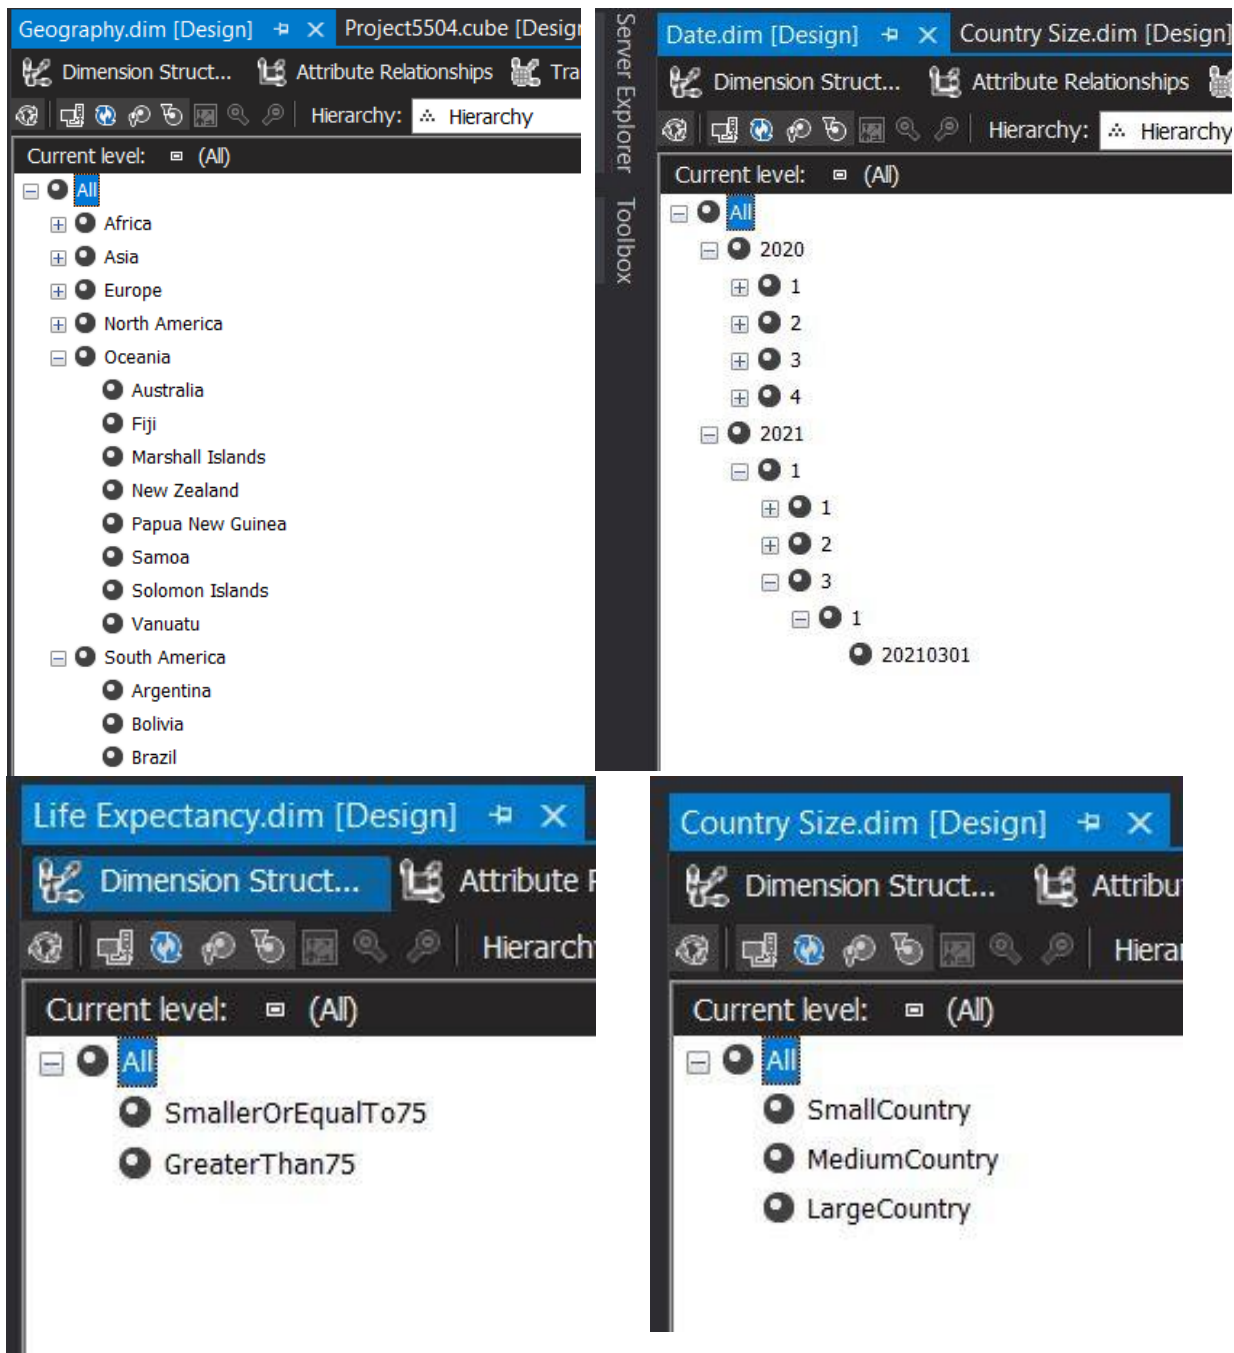 Geography.dim [Design] Project5504.cube [Design
Dimension Struct... Attribute Relationships Tra
Hierarchy: Hierarchy
Current level: (All)
All
Africa
Asia
Europe
North America
Oceania
Australia
Fiji
Marshall Islands
New Zealand
Papua New Guinea
Samoa
Solomon Islands
Vanuatu
South America
Argentina
Bolivia
Brazil
Server Explorer
Toolbox
Date.dim [Design] Country Size.dim [Design]
Dimension Struct... Attribute Relationships
Hierarchy: Hierarchy
Current level: (All)
All
2020
1
2
3
4
2021
1
1
2
3
1
20210301
Life Expectancy.dim [Design]
Dimension Struct... Attribute R
Hierarch
Current level: (All)
All
SmallerOrEqualTo75
GreaterThan75
Country Size.dim [Design]
Dimension Struct... Attribu
Hierar
Current level: (All)
All
SmallCountry
MediumCountry
LargeCountry